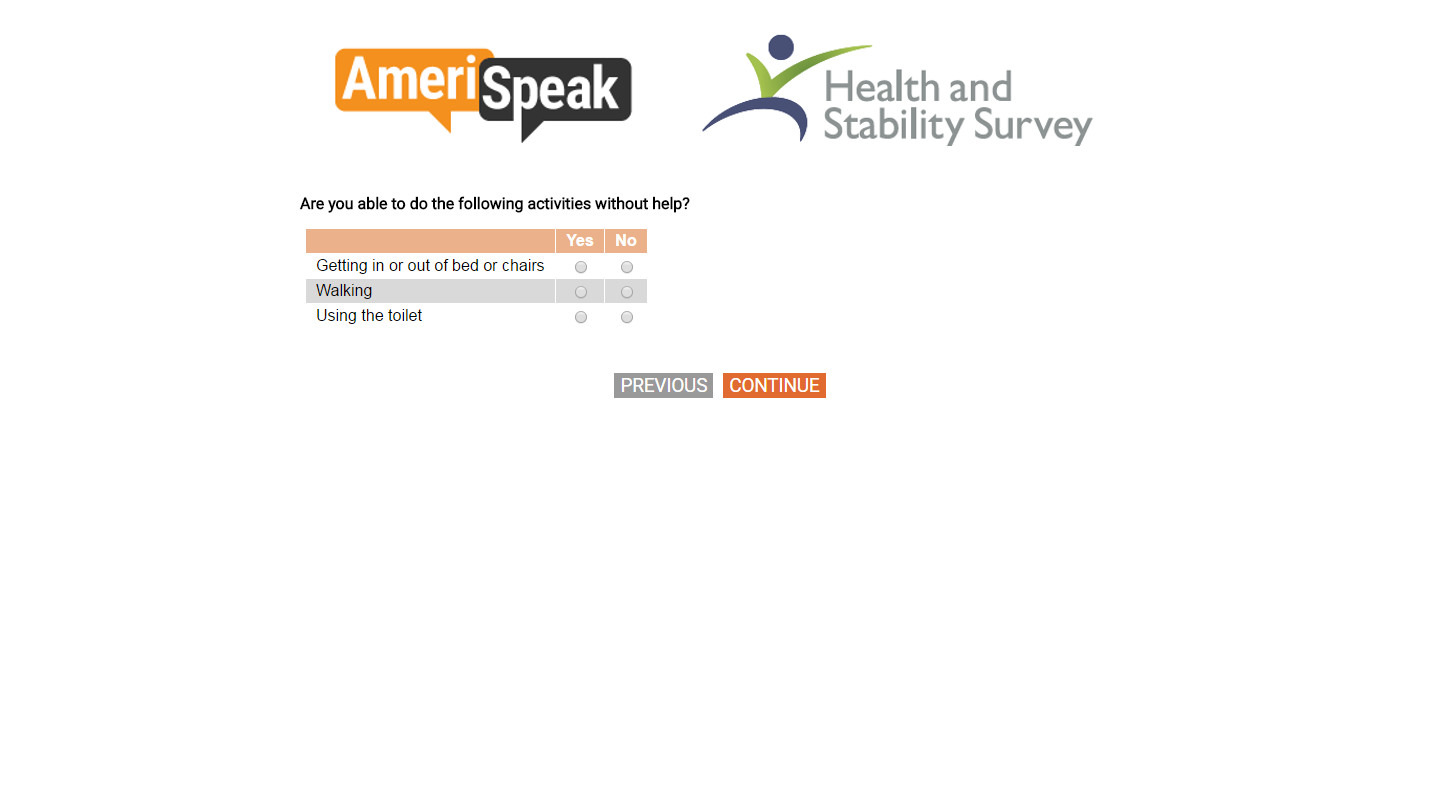 AmeriSpeak
Health and
Stability Survey
Are you able to do the following activities without help?
Yes No
Getting in or out of bed or chairs
Walking
Using the toilet
PREVIOUS CONTINUE